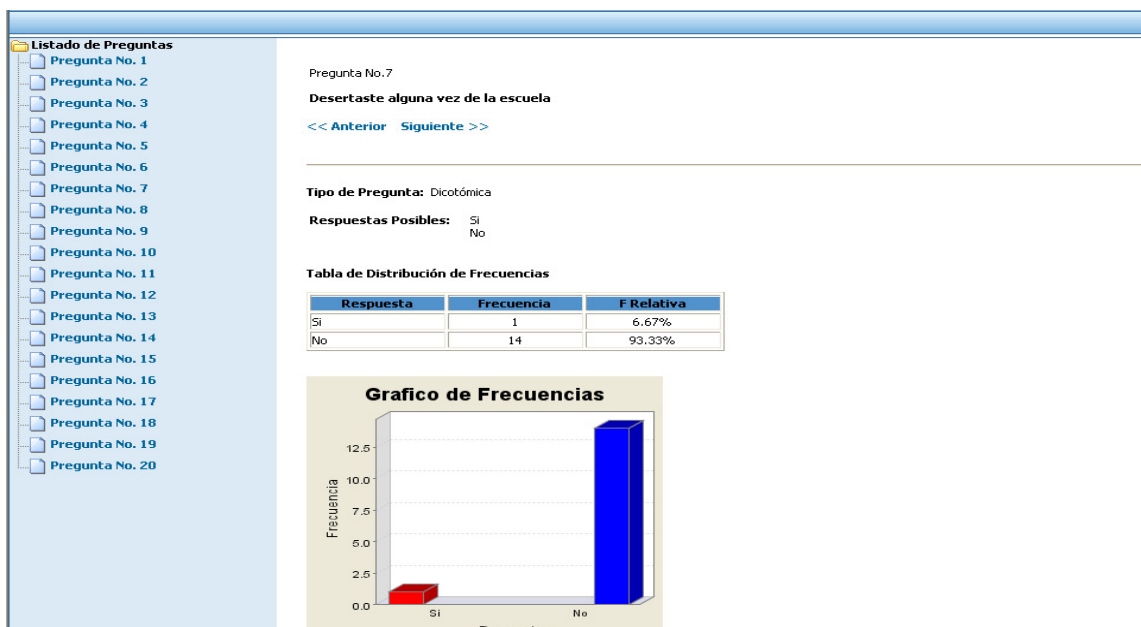 Listado de Preguntas
Pregunta No. 1
Pregunta No. 2
Pregunta No. 3
Pregunta No. 4
Pregunta No. 5
Pregunta No. 6
Pregunta No. 7
Pregunta No. 8
Pregunta No. 9
Pregunta No. 10
Pregunta No. 11
Pregunta No. 12
Pregunta No. 13
Pregunta No. 14
Pregunta No. 15
Pregunta No. 16
Pregunta No. 17
Pregunta No. 18
Pregunta No. 19
Pregunta No. 20
Pregunta No.7
Desertaste alguna vez de la escuela
<< Anterior Siguiente >>
Tipo de Pregunta: Dicotómica
Respuestas Posibles: Si
No
Tabla de Distribución de Frecuencias
Respuesta Frecuencia F Relativa
Si 1 6.67%
No 14 93.33%
Grafico de Frecuencias
Frecuencia
12.5
10.0
7.5
5.0
2.5
0.0
Si No